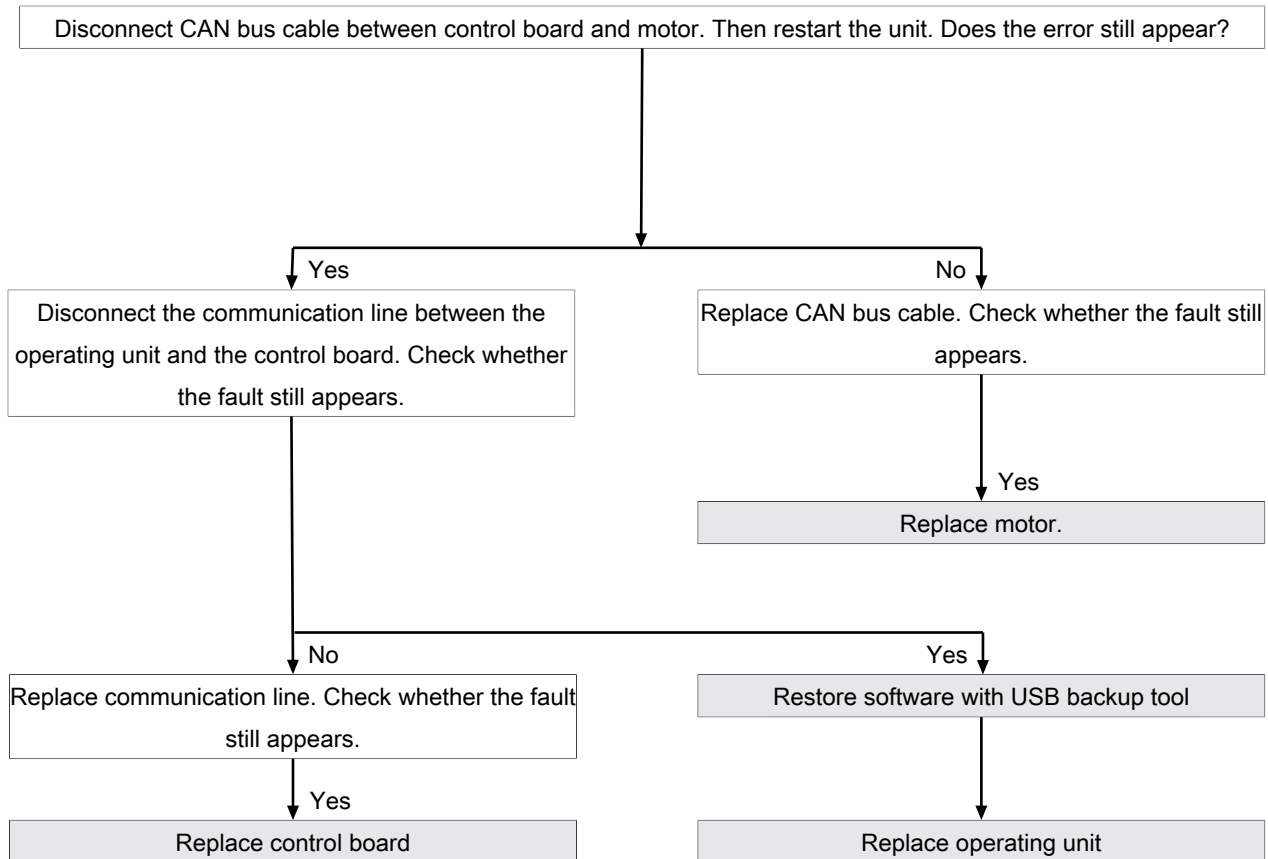 Disconnect CAN bus cable between control board and motor. Then restart the unit. Does the error still appear?
Yes
No
Disconnect the communication line between the
operating unit and the control board. Check whether
the fault still appears.
Replace CAN bus cable. Check whether the fault still
appears.
Yes
Replace motor.
No
Yes
Replace communication line. Check whether the fault
still appears.
Restore software with USB backup tool
Yes
Replace control board
Replace operating unit